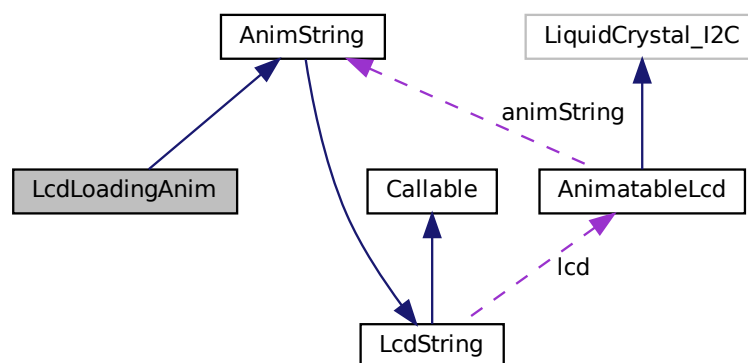 AnimString
LiquidCrystal_I2C
animString
LcdLoadingAnim
Callable
AnimatableLcd
lcd
LcdString